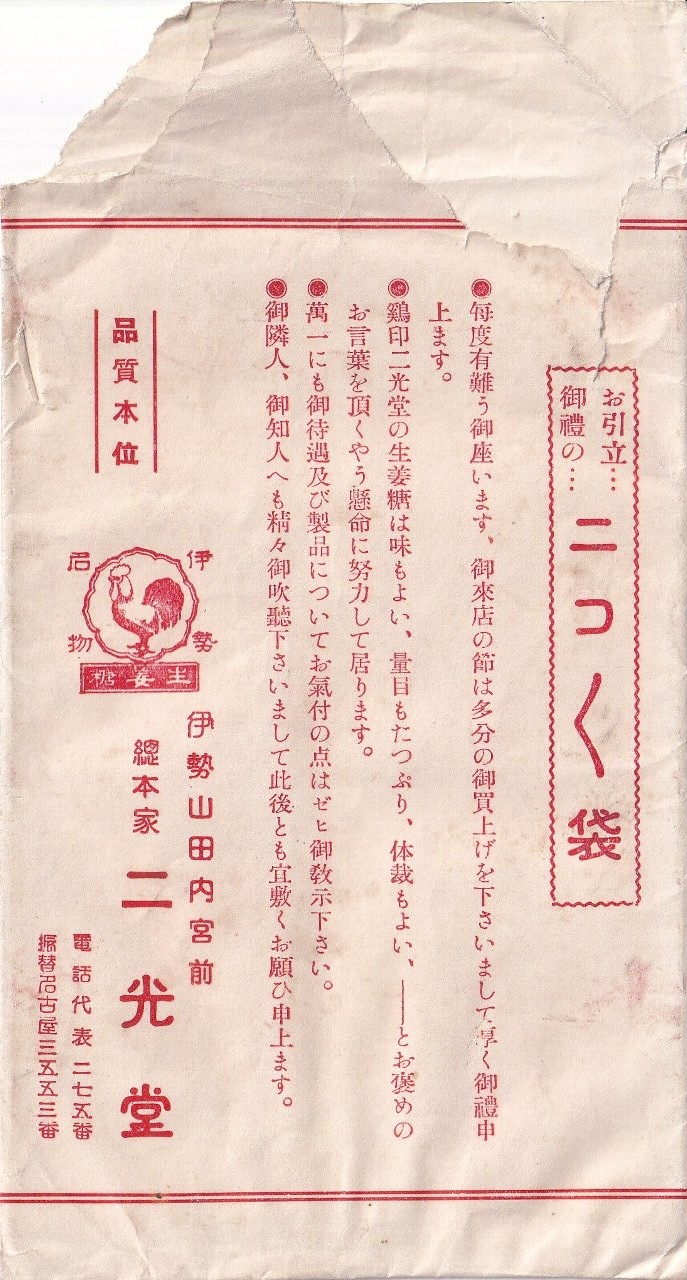 お引立…
御禮の…
ニコ〱袋
●每度有難う御座います、御來店の節は多分の御買上げを下さいまして厚く御禮申
上ます。
●鷄印二光堂の生姜糖は味もよい、量目もたつぷり、体裁もよい、――とお褒めの
お言葉を頂くやう懸命に努力して居ります。
●萬一にも御待遇及び製品についてお氣付の点はゼヒ御敎示下さい。
●御隣人、御知人へも精々御吹聽下さいまして此後とも宜敷くお願ひ申上ます。
品質本位
伊勢
名物
生姜糖
伊勢山田内宮前
總本家 二光堂
電話代表二七五番
振替名古屋三五五三番